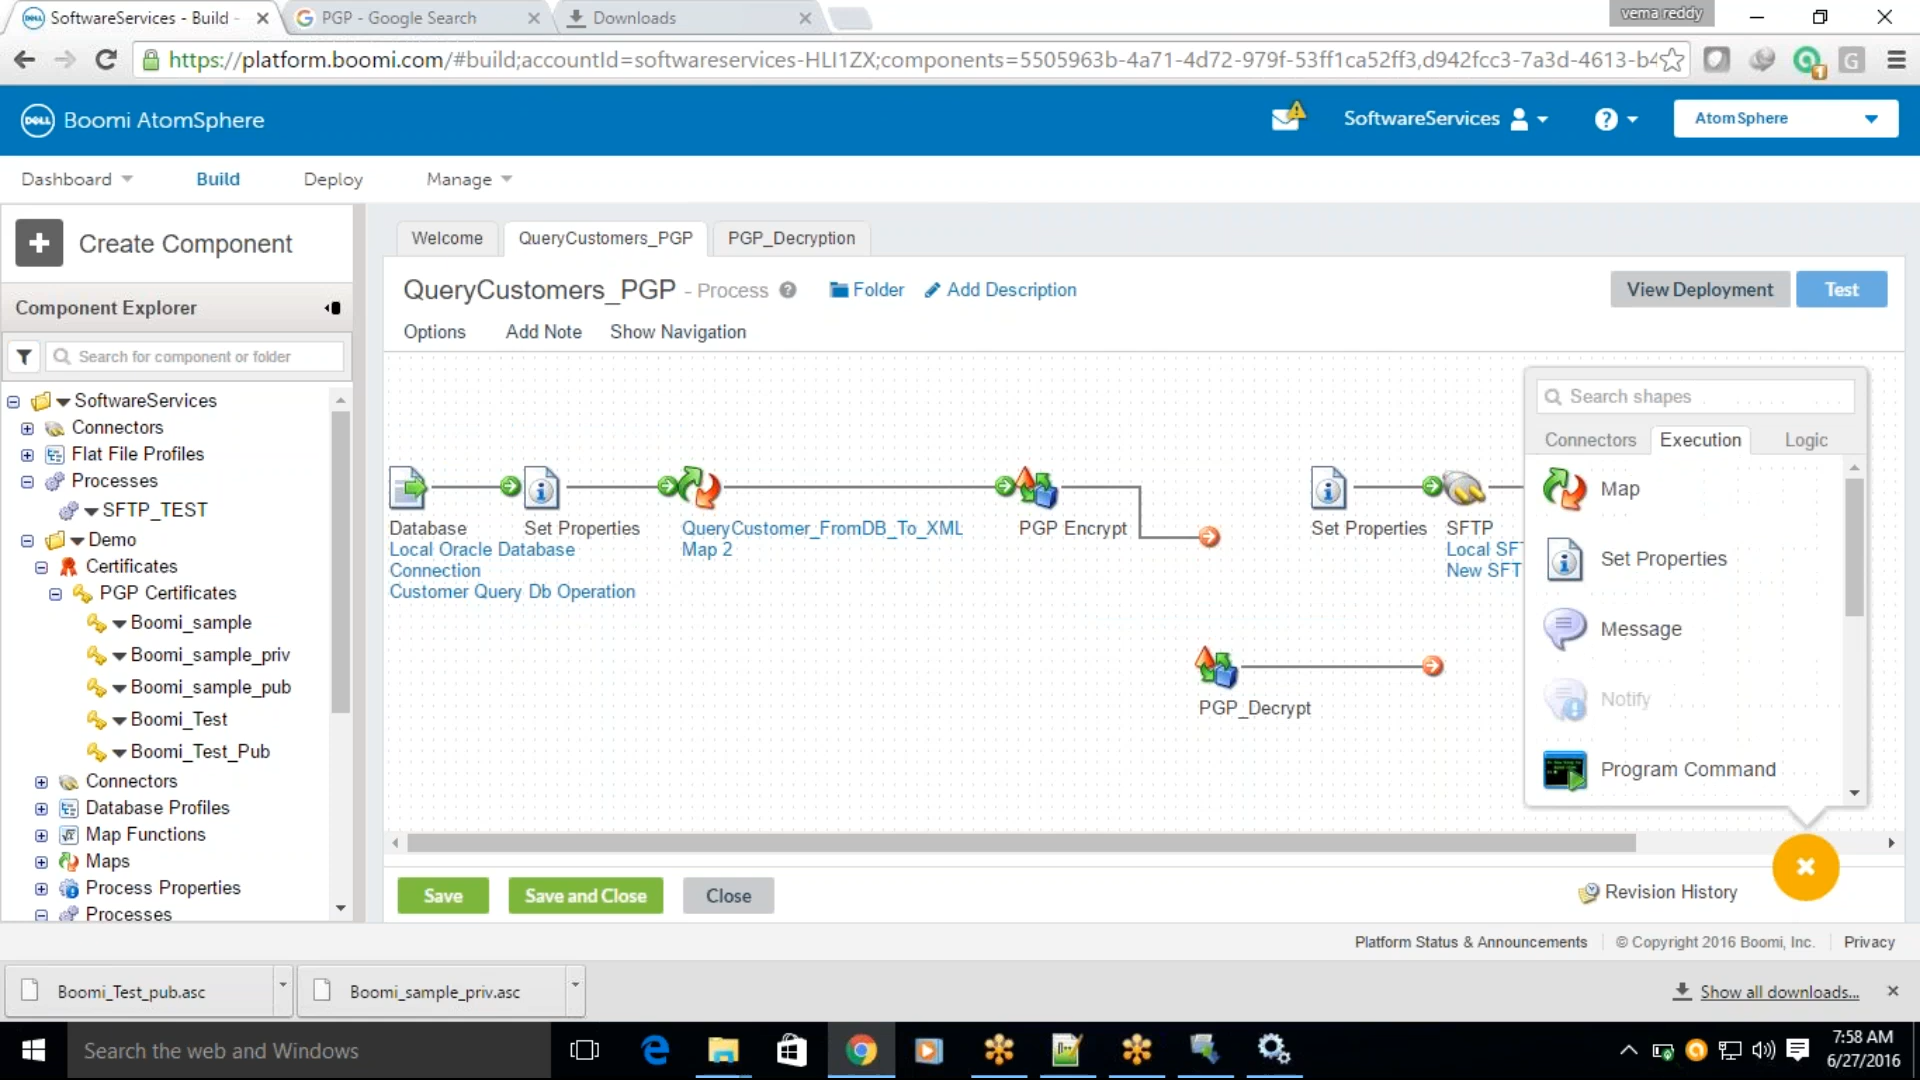 SoftwareServices - Build -
PGP - Google Search
Downloads
vema reddy
https://platform.boomi.com/#build;accountId=softwareservices-HLI1ZX;components=5505963b-4a71-4d72-979f-53ff1ca52ff3,d942fcc3-7a3d-4613-b4
DELL
Boomi AtomSphere
SoftwareServices
AtomSphere
Dashboard
Build
Deploy
Manage
Create Component
Welcome
QueryCustomers_PGP
PGP_Decryption
Component Explorer
QueryCustomers_PGP - Process
Folder
Add Description
View Deployment
Test
Options
Add Note
Show Navigation
Search for component or folder
SoftwareServices
Connectors
Flat File Profiles
Processes
SFTP_TEST
Demo
Certificates
PGP Certificates
Boomi_sample
Boomi_sample_priv
Boomi_sample_pub
Boomi_Test
Boomi_Test_Pub
Connectors
Database Profiles
Map Functions
Maps
Process Properties
Processes
Database
Local Oracle Database
Connection
Customer Query Db Operation
Set Properties
QueryCustomer_FromDB_To_XML
Map 2
PGP Encrypt
Set Properties
SFTP
Local SF
New SFT
PGP_Decrypt
Search shapes
Connectors
Execution
Logic
Map
Set Properties
Message
Notify
Program Command
Save
Save and Close
Close
Revision History
Platform Status & Announcements
© Copyright 2016 Boomi, Inc.
Privacy
Boomi_Test_pub.asc
Boomi_sample_priv.asc
Show all downloads...
Search the web and Windows
7:58 AM
6/27/2016